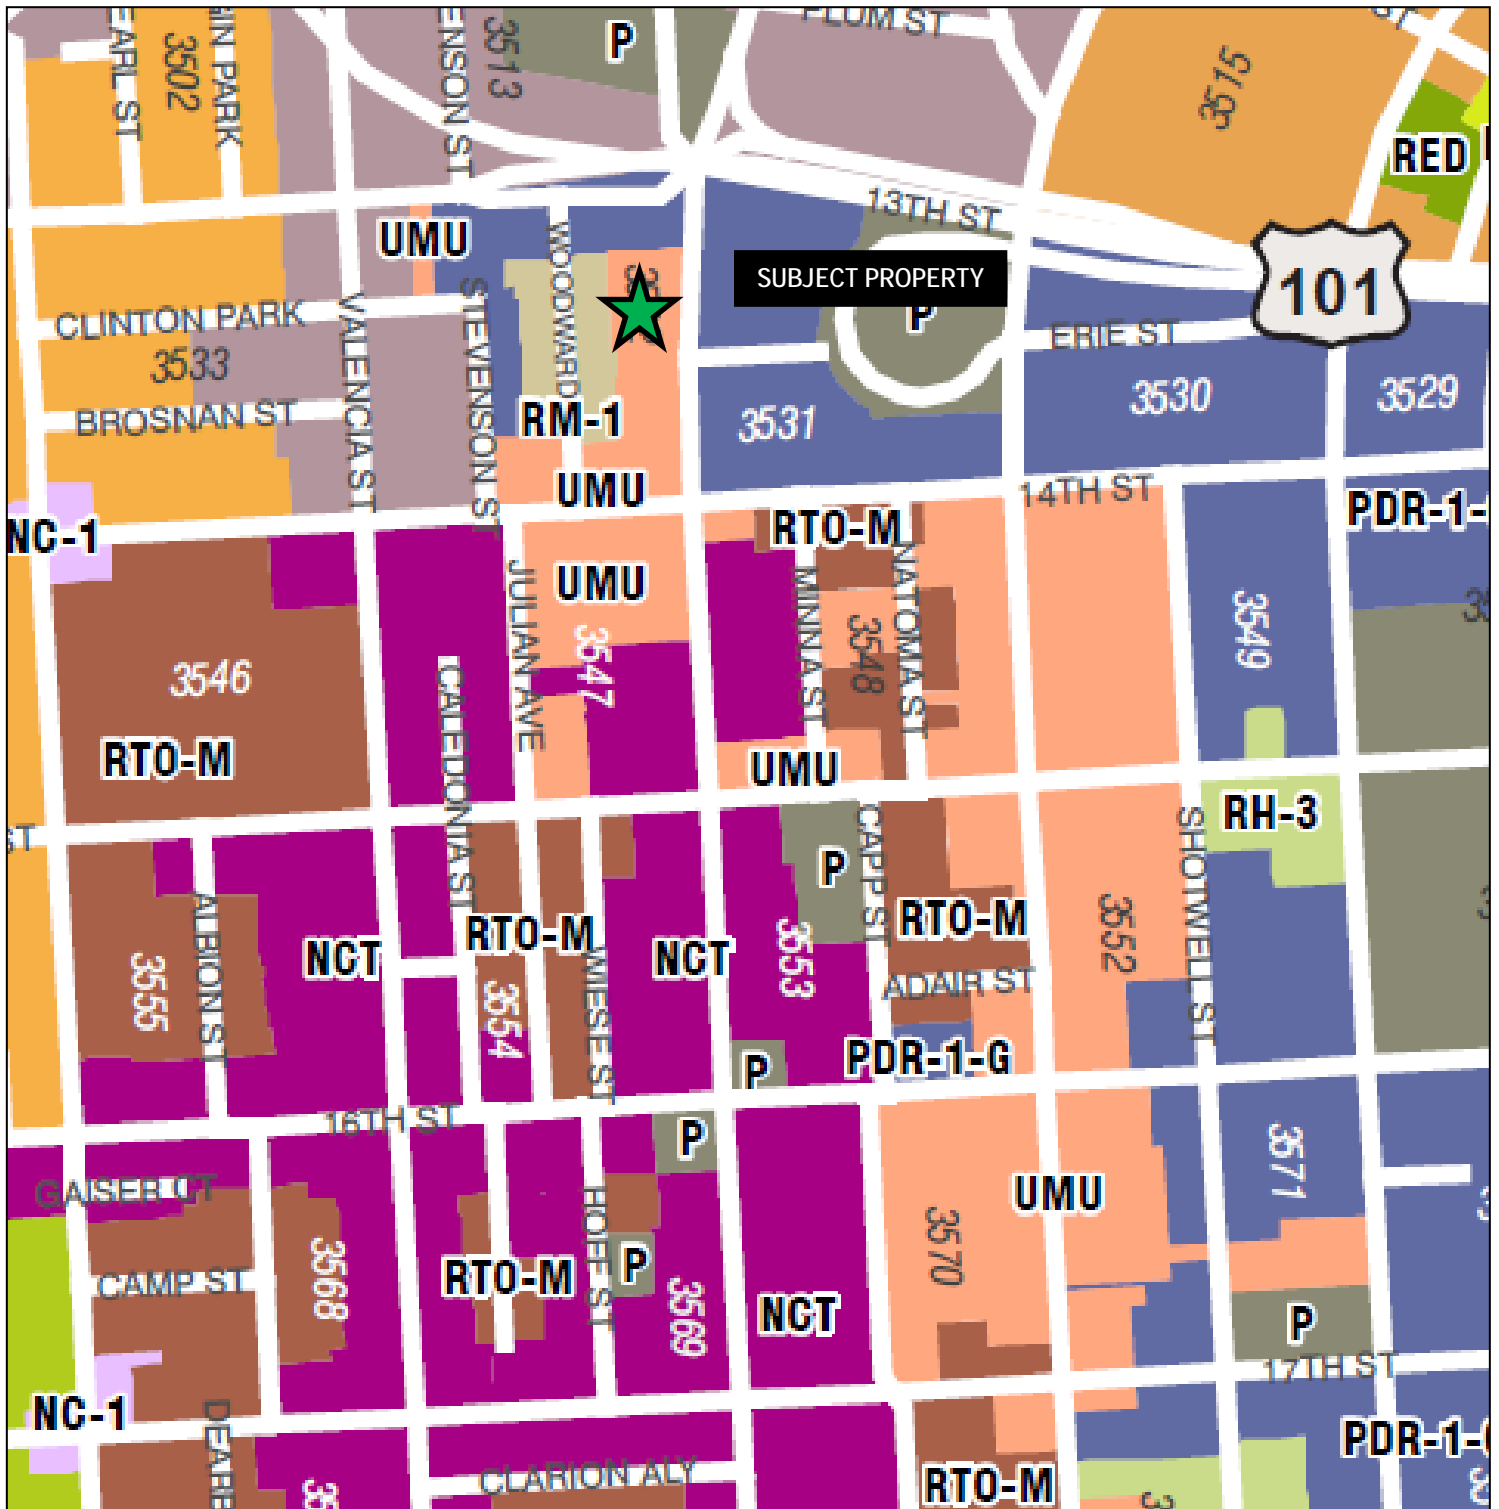 PLUM ST
P
3513
3502
3515
RED
13TH ST
UMU
WOODWARD
SUBJECT PROPERTY
101
P
CLINTON PARK
VALENCIA ST
STEVENSON ST
ERIE ST
3533
BROSNAN ST
RM-1
3531
3530
3529
UMU
14TH ST
PDR-1-
NC-1
RTO-M
NATOMA ST
JULIAN AVE
UMU
MINNA ST
3549
3546
3547
3548
CALEDONIA ST
RTO-M
UMU
RH-3
SHOTWELL ST
ST
P
CAPP ST
ALBION ST
RTO-M
RTO-M
3552
NCT
NCT
3553
WIESE ST
3555
3554
ADAIR ST
P
PDR-1-G
16TH ST
P
3571
GAISER CT
UMU
HOFF ST
3570
CAMP ST
3568
RTO-M
P
3569
NCT
P
17TH ST
NC-1
PDR-1-
CLARION ALY
RTO-M